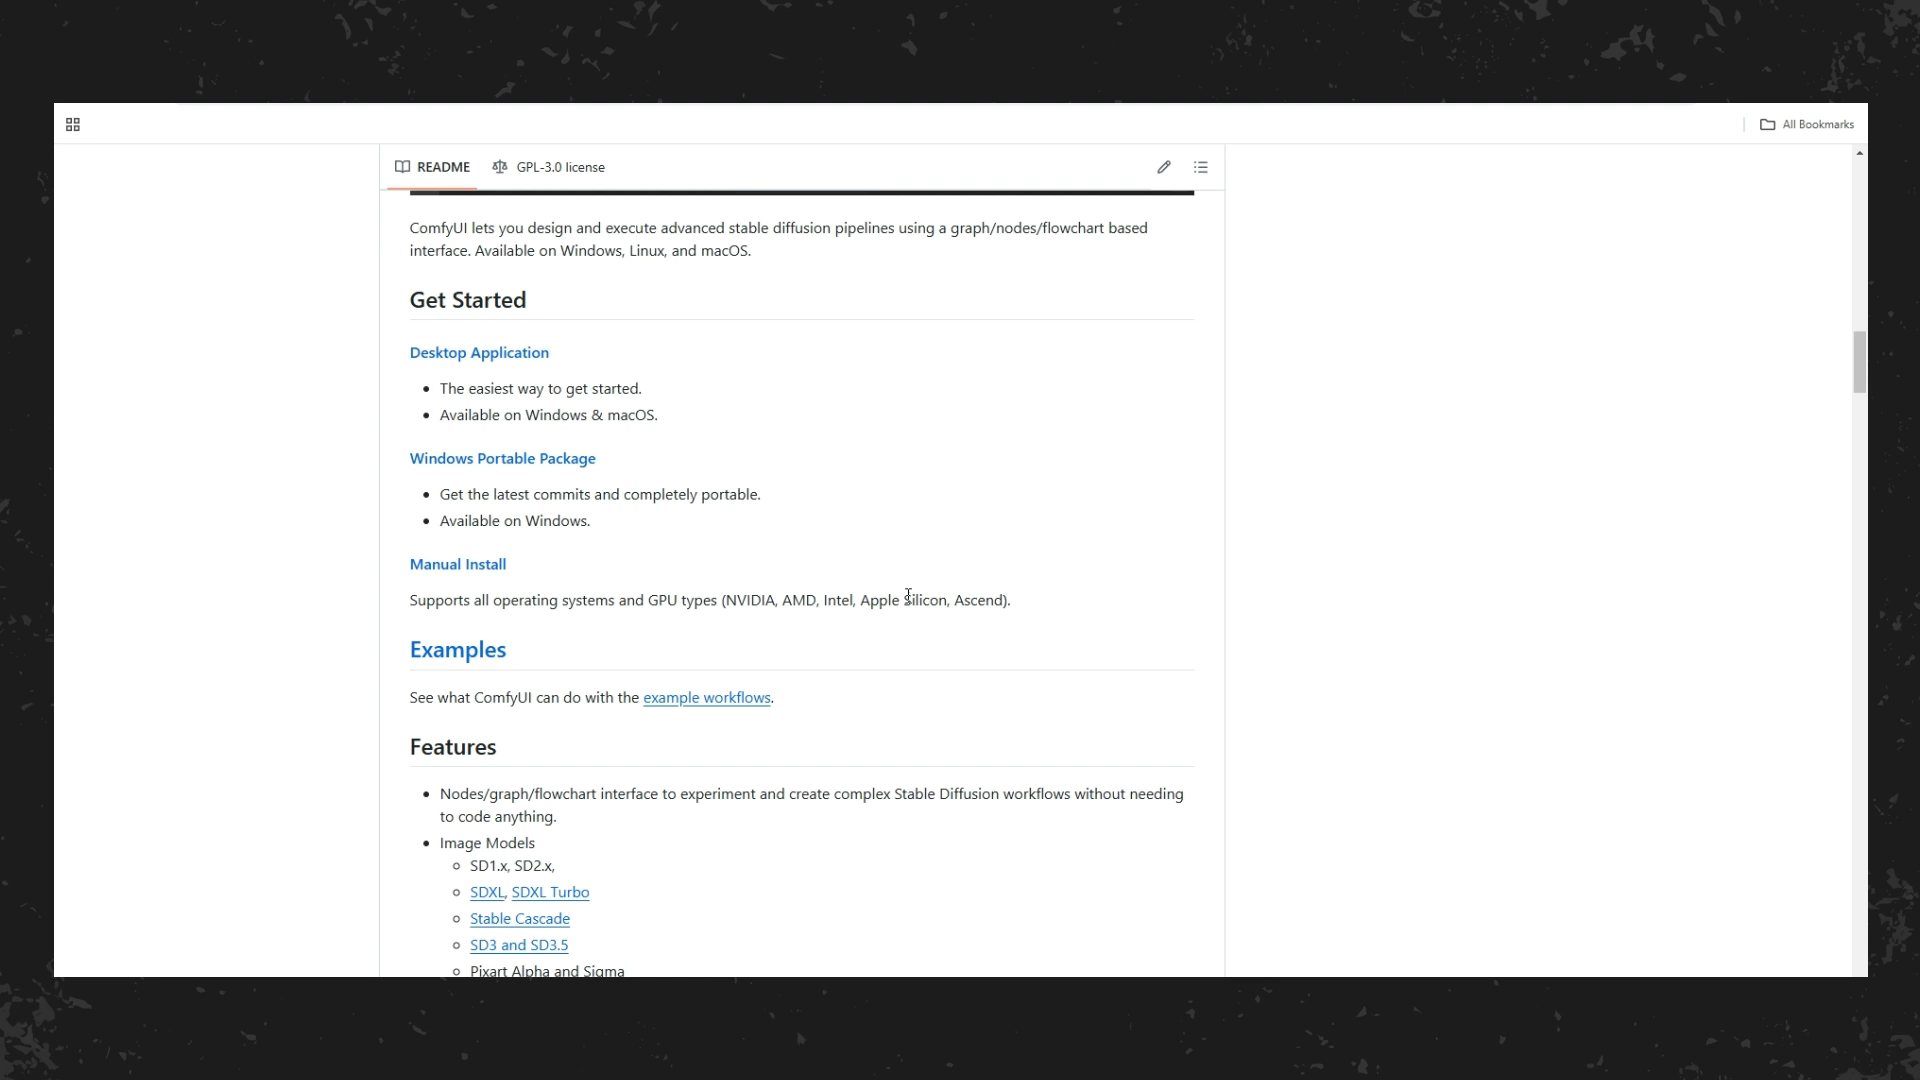 All Bookmarks
README
GPL-3.0 license
ComfyUI lets you design and execute advanced stable diffusion pipelines using a graph/nodes/flowchart based
interface. Available on Windows, Linux, and macOS.
Get Started
Desktop Application
The easiest way to get started.
Available on Windows & macOS.
Windows Portable Package
Get the latest commits and completely portable.
Available on Windows.
Manual Install
Supports all operating systems and GPU types (NVIDIA, AMD, Intel, Apple Silicon, Ascend).
Examples
See what ComfyUI can do with the example workflows.
Features
Nodes/graph/flowchart interface to experiment and create complex Stable Diffusion workflows without needing
to code anything.
Image Models
SD1.x, SD2.x,
SDXL, SDXL Turbo
Stable Cascade
SD3 and SD3.5
Pixart Alpha and Sigma